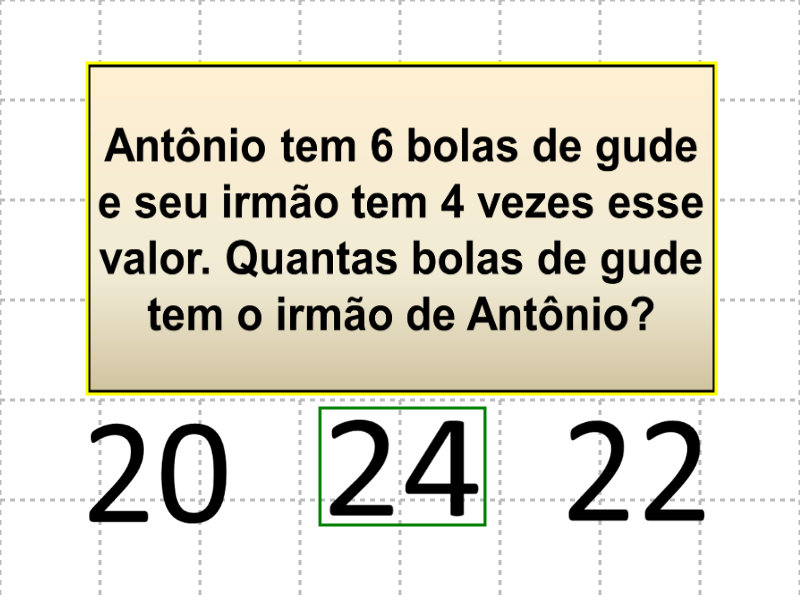 Antônio tem 6 bolas de gude
e seu irmão tem 4 vezes esse
valor. Quantas bolas de gude
tem o irmão de Antônio?
20 24 22